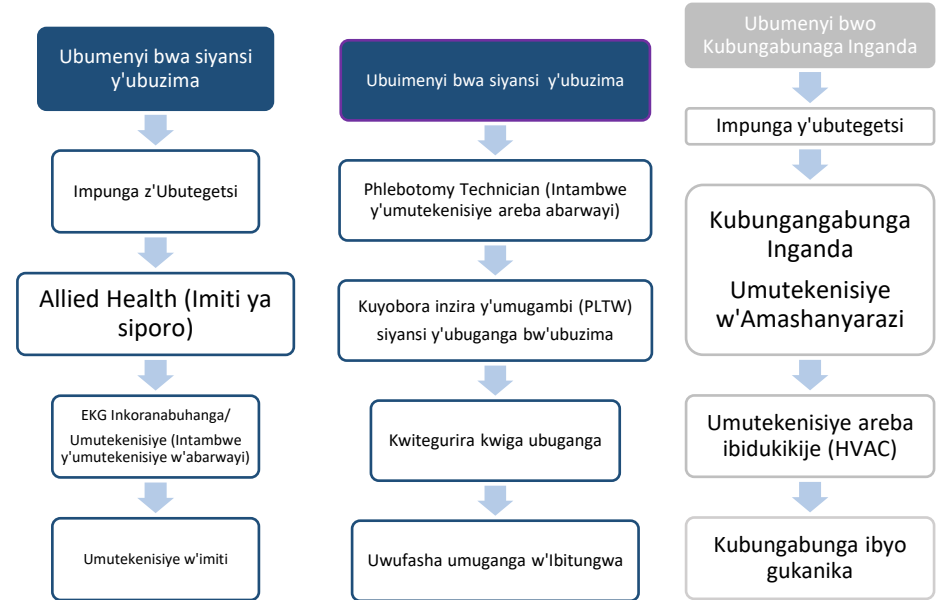 Ubumenyi bwa siyansi
y'ubuzima
Impunga z'Ubutegetsi
Allied Health (Imiti ya
siporo)
EKG Inkoranabuhanga/
Umutekenisiye (Intambwe
y'umutekenisiye w'abarwayi)
Umutekenisiye w'imiti
Ubuimenyi bwa siyansi y'ubuzima
Phlebotomy Technician (Intambwe
y'umutekenisiye areba abarwayi)
Kuyobora inzira y'umugambi (PLTW)
siyansi y'ubuganga bw'ubuzima
Kwitegurira kwiga ubuganga
Uwufasha umuganga w'Ibitungwa
Ubumenyi bwo
Kubungabunaga Inganda
Impunga y'ubutegetsi
Kubungangabunga
Inganda
Umutekenisiye
w'Amashanyarazi
Umutekenisiye areba
ibidukikije (HVAC)
Kubungabunga ibyo
gukanika